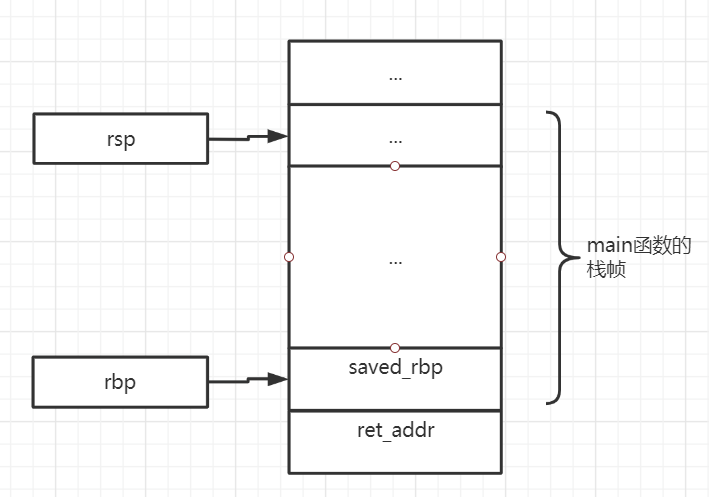 ...
rsp
...
...
main函数的
栈帧
rbp
saved_rbp
ret_addr